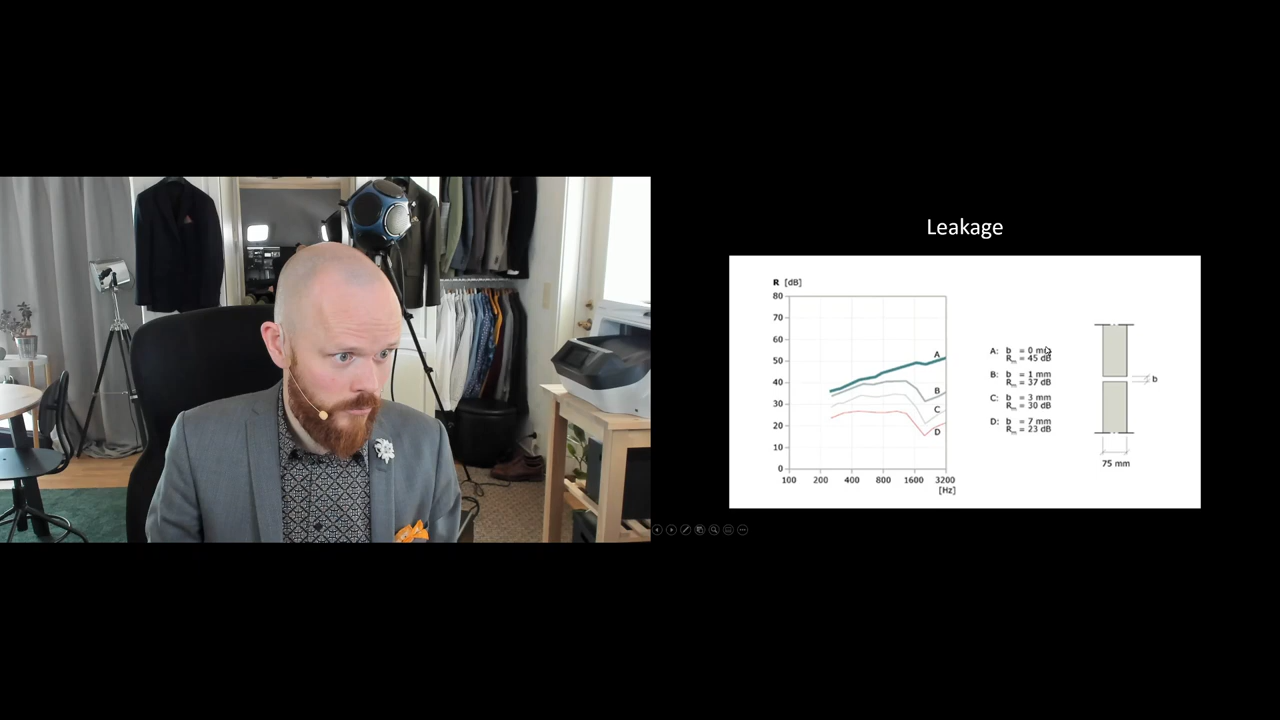 Leakage
R [dB]
80
70
60
50
40
30
20
10
0
100 200 400 800 1600 3200
[Hz]
A
B
C
D
A: b = 0 mm
Rm = 45 dB
B: b = 1 mm
Rm = 37 dB
C: b = 3 mm
Rm = 30 dB
D: b = 7 mm
Rm = 23 dB
b
75 mm